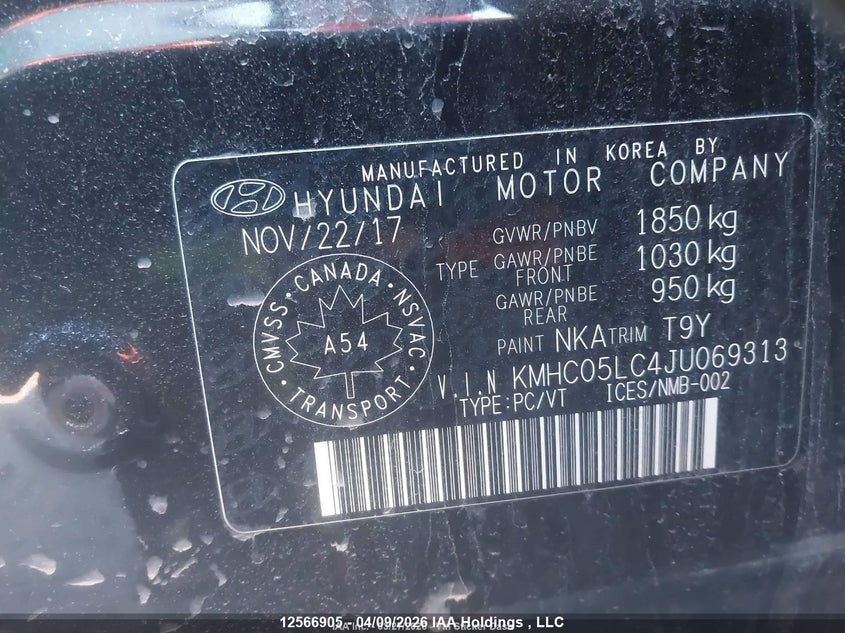 MANUFACTURED IN KOREA BY
HYUNDAI MOTOR COMPANY
NOV/22/17
GVWR/PNBV 1850 kg
TYPE GAWR/PNBE FRONT 1030 kg
GAWR/PNBE REAR 950 kg
PAINT NKA TRIM T9Y
CMVSS · CANADA · NSVAC · TRANSPORT ·
A54
V.I.N KMHC05LC4JU069313
TYPE:PC/VT ICES/NMB-002
12566905 - 04/09/2026 IAA Holdings , LLC